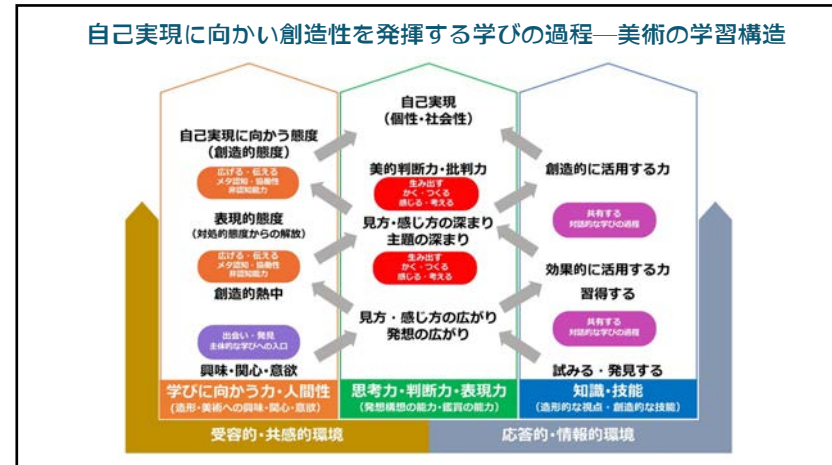 自己実現に向かい創造性を発揮する学びの過程―美術の学習構造
自己実現に向かう態度
(創造的態度)
広げる・伝える
メタ認知・協働性
非認知能力
表現的態度
(対処的態度からの解放)
広げる・伝える
メタ認知・協働性
非認知能力
創造的熱中
出会い・発見
主体的な学びへの入口
興味・関心・意欲
学びに向かう力・人間性
(造形・美術への興味・関心・意欲)
自己実現
(個性・社会性)
美的判断力・批判力
生み出す
かく・つくる
感じる・考える
見方・感じ方の深まり
主題の深まり
生み出す
かく・つくる
感じる・考える
見方・感じ方の広がり
発想の広がり
思考力・判断力・表現力
(発想構想の能力・鑑賞の能力)
創造的に活用する力
共有する
対話的な学びの過程
効果的に活用する力
習得する
共有する
対話的な学びの過程
試みる・発見する
知識・技能
(造形的な視点・創造的な技能)
受容的・共感的環境
応答的・情報的環境